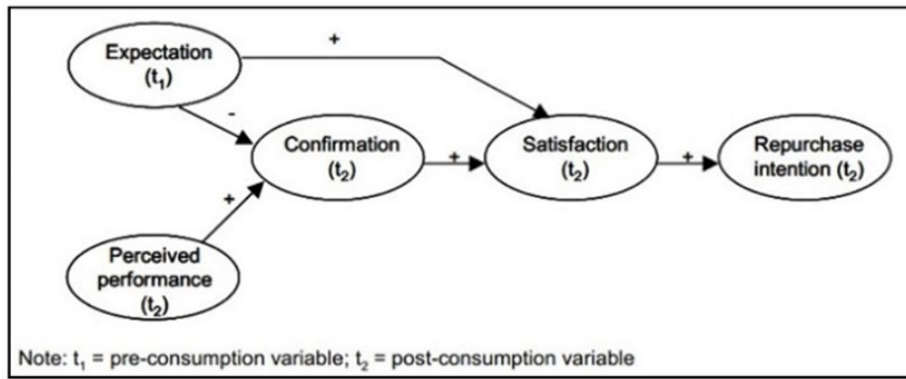 Expectation
(t₁)
+
-
Confirmation
(t₂)
+
Satisfaction
(t₂)
+
Repurchase
intention (t₂)
+
Perceived
performance
(t₂)
Note: t₁ = pre-consumption variable; t₂ = post-consumption variable